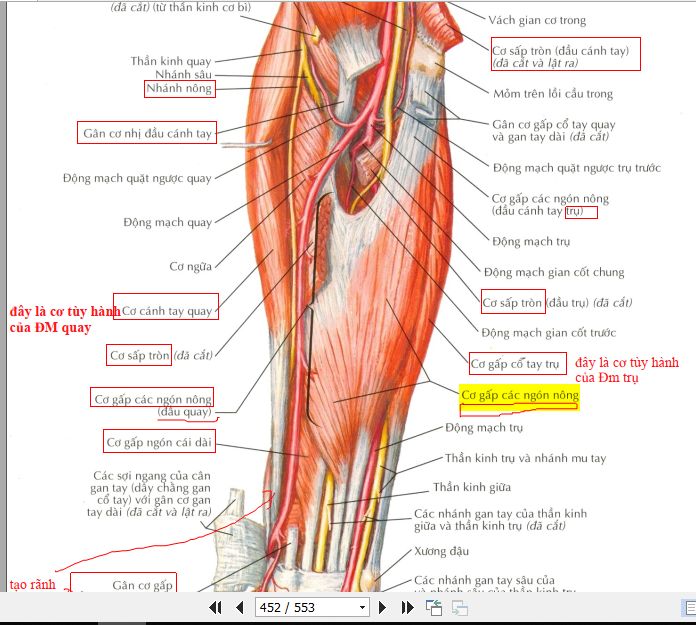 đã cắt) (từ thần kinh cơ bì)
Thần kinh quay
Nhánh sâu
Nhánh nông
Gân cơ nhị đầu cánh tay
Động mạch quặt ngược quay
Động mạch quay
Cơ ngửa
đây là cơ tùy hành
của ĐM quay
Cơ cánh tay quay
Cơ sấp tròn (đã cắt)
Cơ gấp các ngón nông
(đầu quay)
Cơ gấp ngón cái dài
Các sợi ngang của cân
gan tay (dây chằng gan
cổ tay) với gân cơ gan
tay dài (đã cắt và lật ra)
tạo rãnh
Gân cơ gấp
Vách gian cơ trong
Cơ sấp tròn (đầu cánh tay)
(đã cắt và lật ra)
Mỏm trên lồi cầu trong
Gân cơ gấp cổ tay quay
và gan tay dài (đã cắt)
Động mạch quặt ngược trụ trước
Cơ gấp các ngón nông
(đầu cánh tay trụ)
Động mạch trụ
Động mạch gian cốt chung
Cơ sấp tròn (đầu trụ) (đã cắt)
Động mạch gian cốt trước
Cơ gấp cổ tay trụ
đây là cơ tùy hành
của Đm trụ
Cơ gấp các ngón nông
Động mạch trụ
Thần kinh trụ và nhánh mu tay
Thần kinh giữa
Các nhánh gan tay của thần kinh
giữa và thần kinh trụ (đã cắt)
Xương đậu
Các nhánh gan tay sâu của
452 / 553